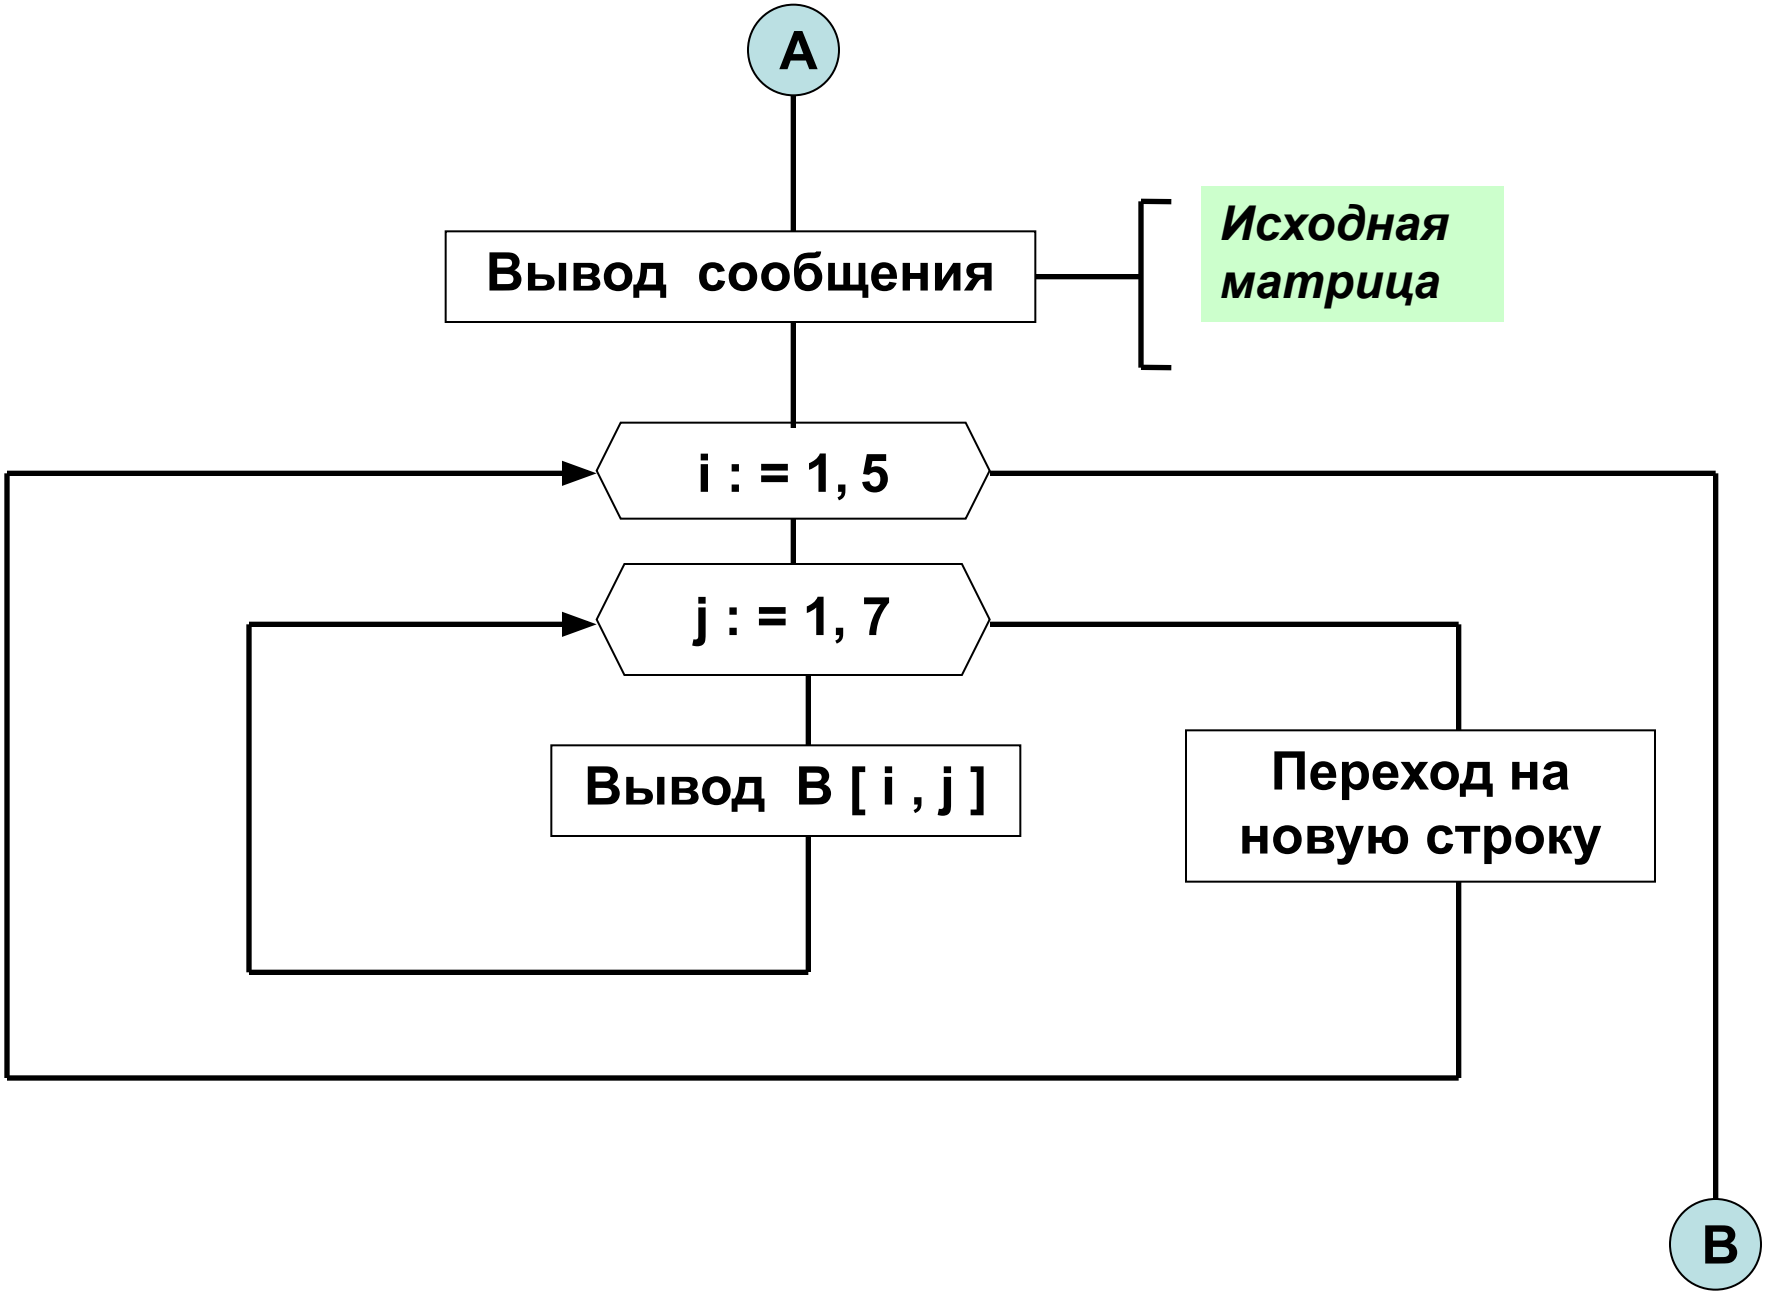 A
Вывод сообщения
Исходная
матрица
i : = 1, 5
j : = 1, 7
Вывод B [ i , j ]
Переход на
новую строку
B